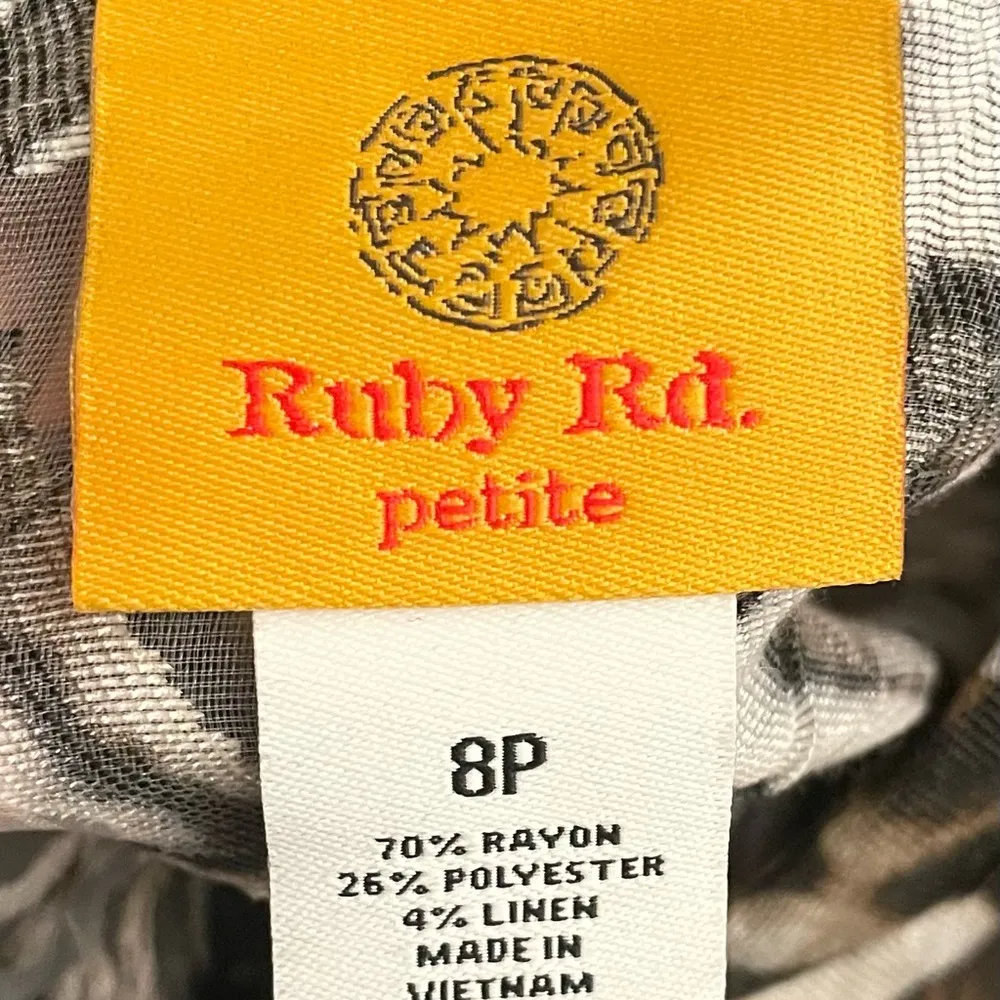 Ruby Rd.
petite
8P
70% RAYON
26% POLYESTER
4% LINEN
MADE IN
VIETNAM